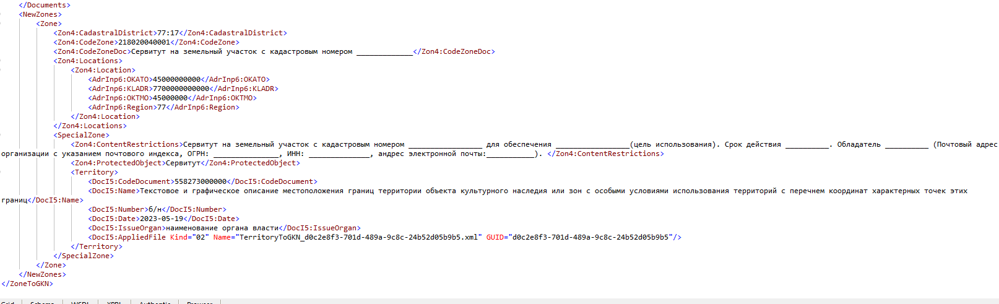 </Documents>
<NewZones>
<Zone>
<Zon4:CadastralDistrict>77:17</Zon4:CadastralDistrict>
<Zon4:CodeZone>218020040001</Zon4:CodeZone>
<Zon4:CodeZoneDoc>Сервитут на земельный участок с кадастровым номером _____________</Zon4:CodeZoneDoc>
<Zon4:Locations>
<Zon4:Location>
<AdrInp6:OKATO>45000000000</AdrInp6:OKATO>
<AdrInp6:KLADR>7700000000000</AdrInp6:KLADR>
<AdrInp6:OKTMO>45000000</AdrInp6:OKTMO>
<AdrInp6:Region>77</AdrInp6:Region>
</Zon4:Location>
</Zon4:Locations>
<SpecialZone>
<Zon4:ContentRestrictions>Сервитут на земельный участок с кадастровым номером _________________ для обеспечения _________________(цель использования). Срок действия __________. Обладатель __________ (Почтовый адрес
организации с указанием почтового индекса, ОГРН: _______________, ИНН: ______________, андрес электронной почты:___________). </Zon4:ContentRestrictions>
<Zon4:ProtectedObject>Сервитут</Zon4:ProtectedObject>
<Territory>
<DocI5:CodeDocument>558273000000</DocI5:CodeDocument>
<DocI5:Name>Текстовое и графическое описание местоположения границ территории объекта культурного наследия или зон с особыми условиями использования территорий с перечнем координат характерных точек этих
границ</DocI5:Name>
<DocI5:Number>б/н</DocI5:Number>
<DocI5:Date>2023-05-19</DocI5:Date>
<DocI5:IssueOrgan>наименование органа власти</DocI5:IssueOrgan>
<DocI5:AppliedFile Kind="02" Name="TerritoryToGKN_d0c2e8f3-701d-489a-9c8c-24b52d05b9b5.xml" GUID="d0c2e8f3-701d-489a-9c8c-24b52d05b9b5"/>
</Territory>
</SpecialZone>
</Zone>
</NewZones>
</ZoneToGKN>